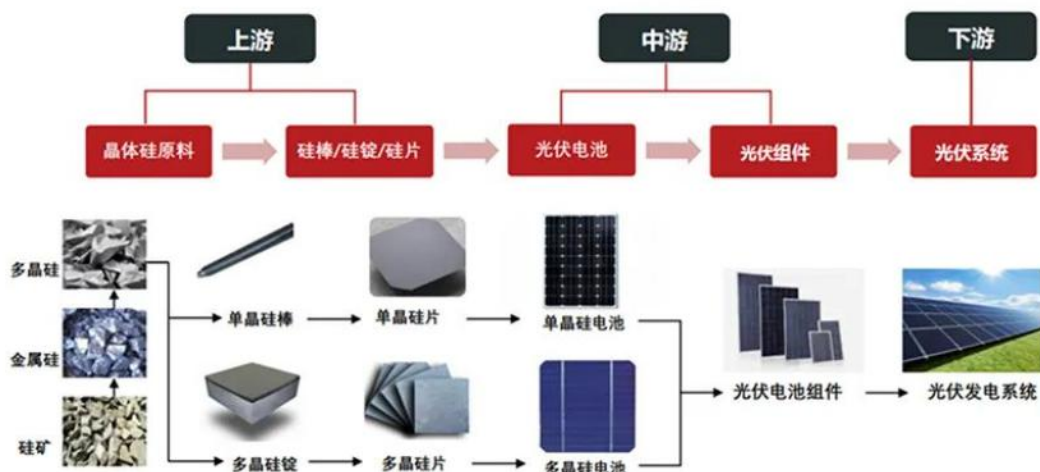 上游
中游
下游
晶体硅原料
硅棒/硅锭/硅片
光伏电池
光伏组件
光伏系统
多晶硅
金属硅
硅矿
单晶硅棒
单晶硅片
单晶硅电池
多晶硅锭
多晶硅片
多晶硅电池
光伏电池组件
光伏发电系统